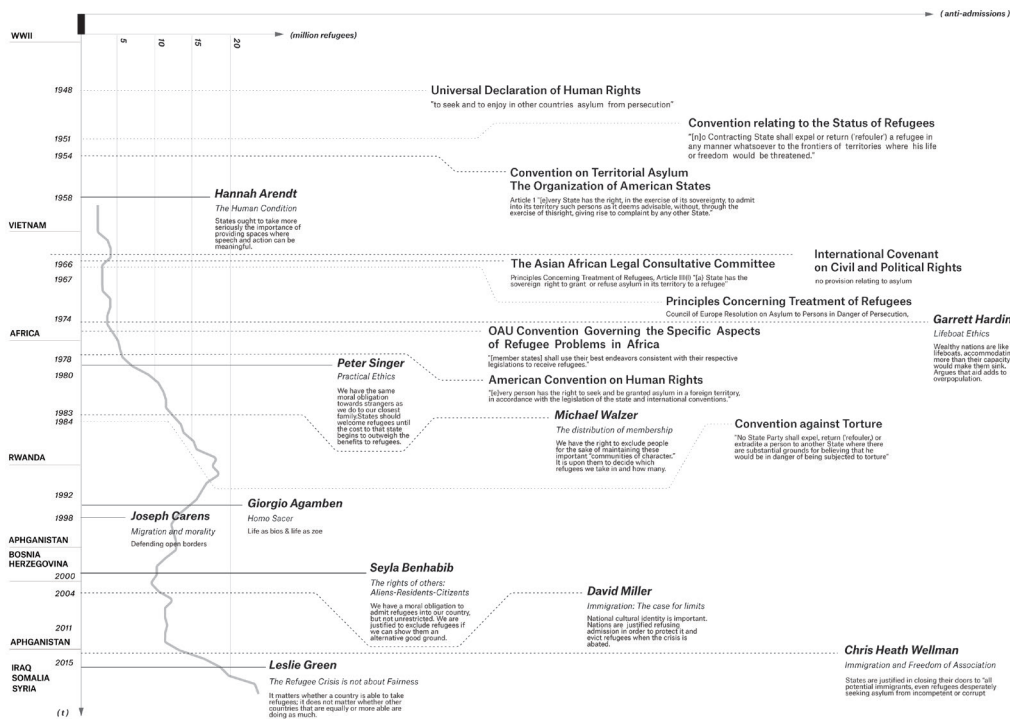 ( anti-admissions )
WWII
5
10
15
20
(million refugees)
1948
Universal Declaration of Human Rights
"to seek and to enjoy in other countries asylum from persecution"
Convention relating to the Status of Refugees
"[n]o Contracting State shall expel or return ('refouler') a refugee in
any manner whatsoever to the frontiers of territories where his life
or freedom would be threatened."
1951
1954
Convention on Territorial Asylum
The Organization of American States
Article 1 "[e]very State has the right, in the exercise of its sovereignty, to admit
into its territory such persons as it deems advisable, without, through the
exercise of thisright, giving rise to complaint by any other State."
1958
Hannah Arendt
The Human Condition
States ought to take more
seriously the importance of
providing spaces where
speech and action can be
meaningful.
VIETNAM
International Covenant
on Civil and Political Rights
no provision relating to asylum
1966
1967
The Asian African Legal Consultative Committee
Principles Concerning Treatment of Refugees, Article III(I) "[a] State has the
sovereign right to grant or refuse asylum in its territory to a refugee"
Principles Concerning Treatment of Refugees
Council of Europe Resolution on Asylum to Persons in Danger of Persecution,
1974
Garrett Hardin
Lifeboat Ethics
Wealthy nations are like
lifeboats, accommodatin
more than their capacity
would make them sink.
Argues that aid adds to
overpopulation.
AFRICA
OAU Convention Governing the Specific Aspects
of Refugee Problems in Africa
"[member states] shall use their best endeavors consistent with their respective
legislations to receive refugees."
1978
1980
Peter Singer
Practical Ethics
We have the same
moral obligation
towards strangers as
we do to our closest
family.States should
welcome refugees until
the cost to that state
begins to outweigh the
benefits to refugees.
American Convention on Human Rights
"[e]very person has the right to seek and be granted asylum in a foreign territory,
in accordance with the legislation of the state and international conventions."
1983
1984
Michael Walzer
The distribution of membership
We have the right to exclude people
for the sake of maintaining these
important "communities of character."
It is upon them to decide which
refugees we take in and how many.
Convention against Torture
"No State Party shall expel, return ('refouler,) or
extradite a person to another State where there
are substantial grounds for believing that he
would be in danger of being subjected to torture"
RWANDA
1992
Giorgio Agamben
Homo Sacer
Life as bios & life as zoe
1998
Joseph Carens
Migration and morality
Defending open borders
APHGANISTAN
BOSNIA
HERZEGOVINA
2000
Seyla Benhabib
The rights of others:
Aliens-Residents-Citizents
We have a moral obligation to
admit refugees into our country,
but not unrestricted. We are
justified to exclude refugees if
we can show them an
alternative good ground.
2004
David Miller
Immigration: The case for limits
National cultural identity is important.
Nations are justified refusing
admission in order to protect it and
evict refugees when the crisis is
abated.
2011
APHGANISTAN
Chris Heath Wellman
Immigration and Freedom of Association
States are justified in closing their doors to "all
potential immigrants, even refugees desperately
seeking asylum from incompetent or corrupt
2015
IRAQ
SOMALIA
SYRIA
Leslie Green
The Refugee Crisis is not about Fairness
It matters whether a country is able to take
refugees; it does not matter whether other
countries that are equally or more able are
doing as much.
(t)